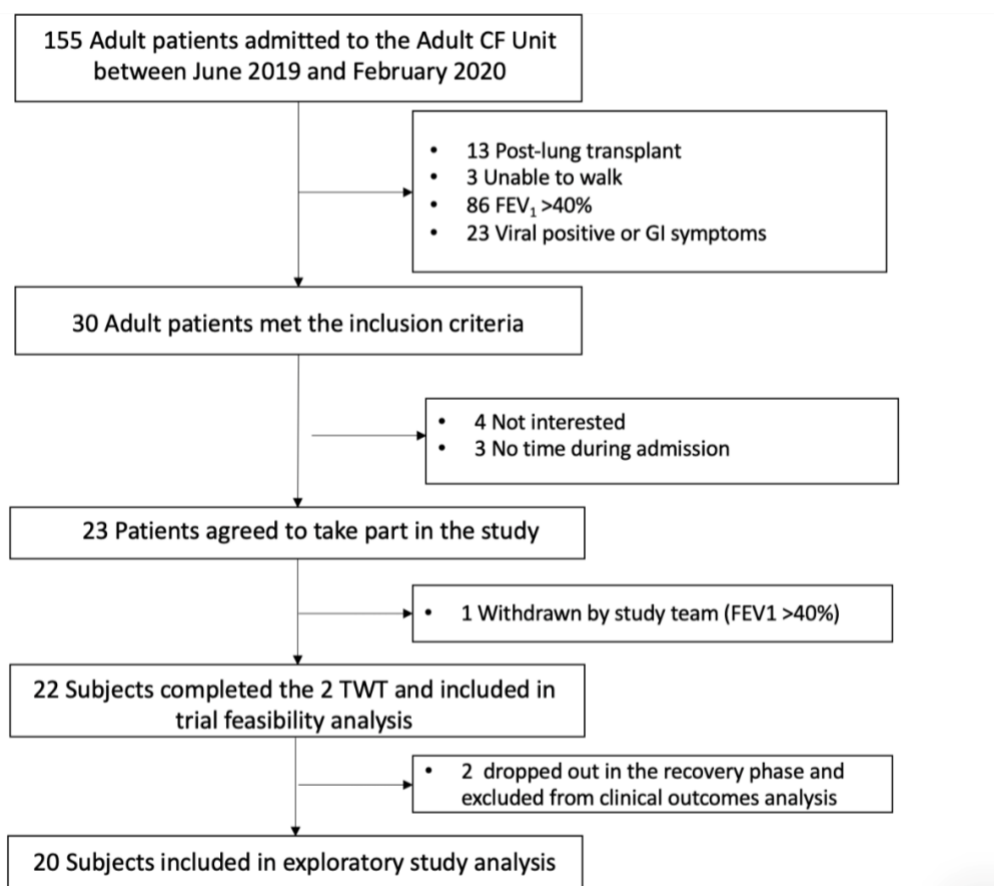 155 Adult patients admitted to the Adult CF Unit
between June 2019 and February 2020
• 13 Post-lung transplant
• 3 Unable to walk
• 86 FEV₁ >40%
• 23 Viral positive or GI symptoms
30 Adult patients met the inclusion criteria
• 4 Not interested
• 3 No time during admission
23 Patients agreed to take part in the study
• 1 Withdrawn by study team (FEV1 >40%)
22 Subjects completed the 2 TWT and included in
trial feasibility analysis
• 2 dropped out in the recovery phase and
excluded from clinical outcomes analysis
20 Subjects included in exploratory study analysis